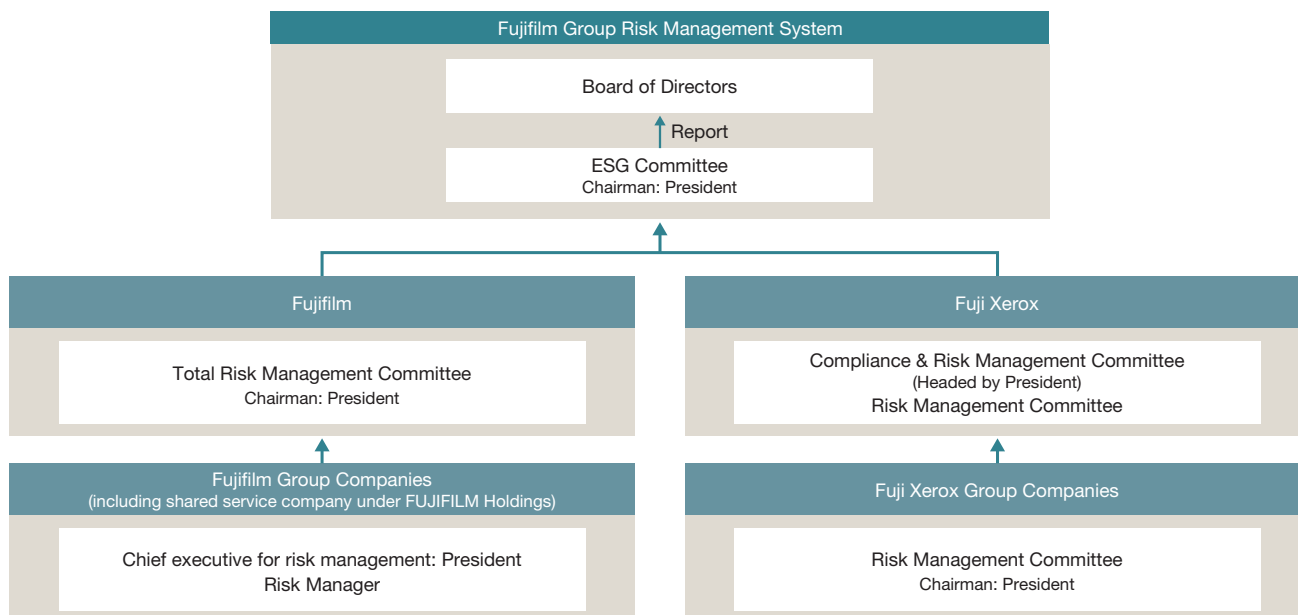 Fujifilm Group Risk Management System
Board of Directors
Report
ESG Committee
Chairman: President
Fujifilm
Total Risk Management Committee
Chairman: President
Fujifilm Group Companies
(including shared service company under FUJIFILM Holdings)
Chief executive for risk management: President
Risk Manager
Fuji Xerox
Compliance & Risk Management Committee
(Headed by President)
Risk Management Committee
Fuji Xerox Group Companies
Risk Management Committee
Chairman: President